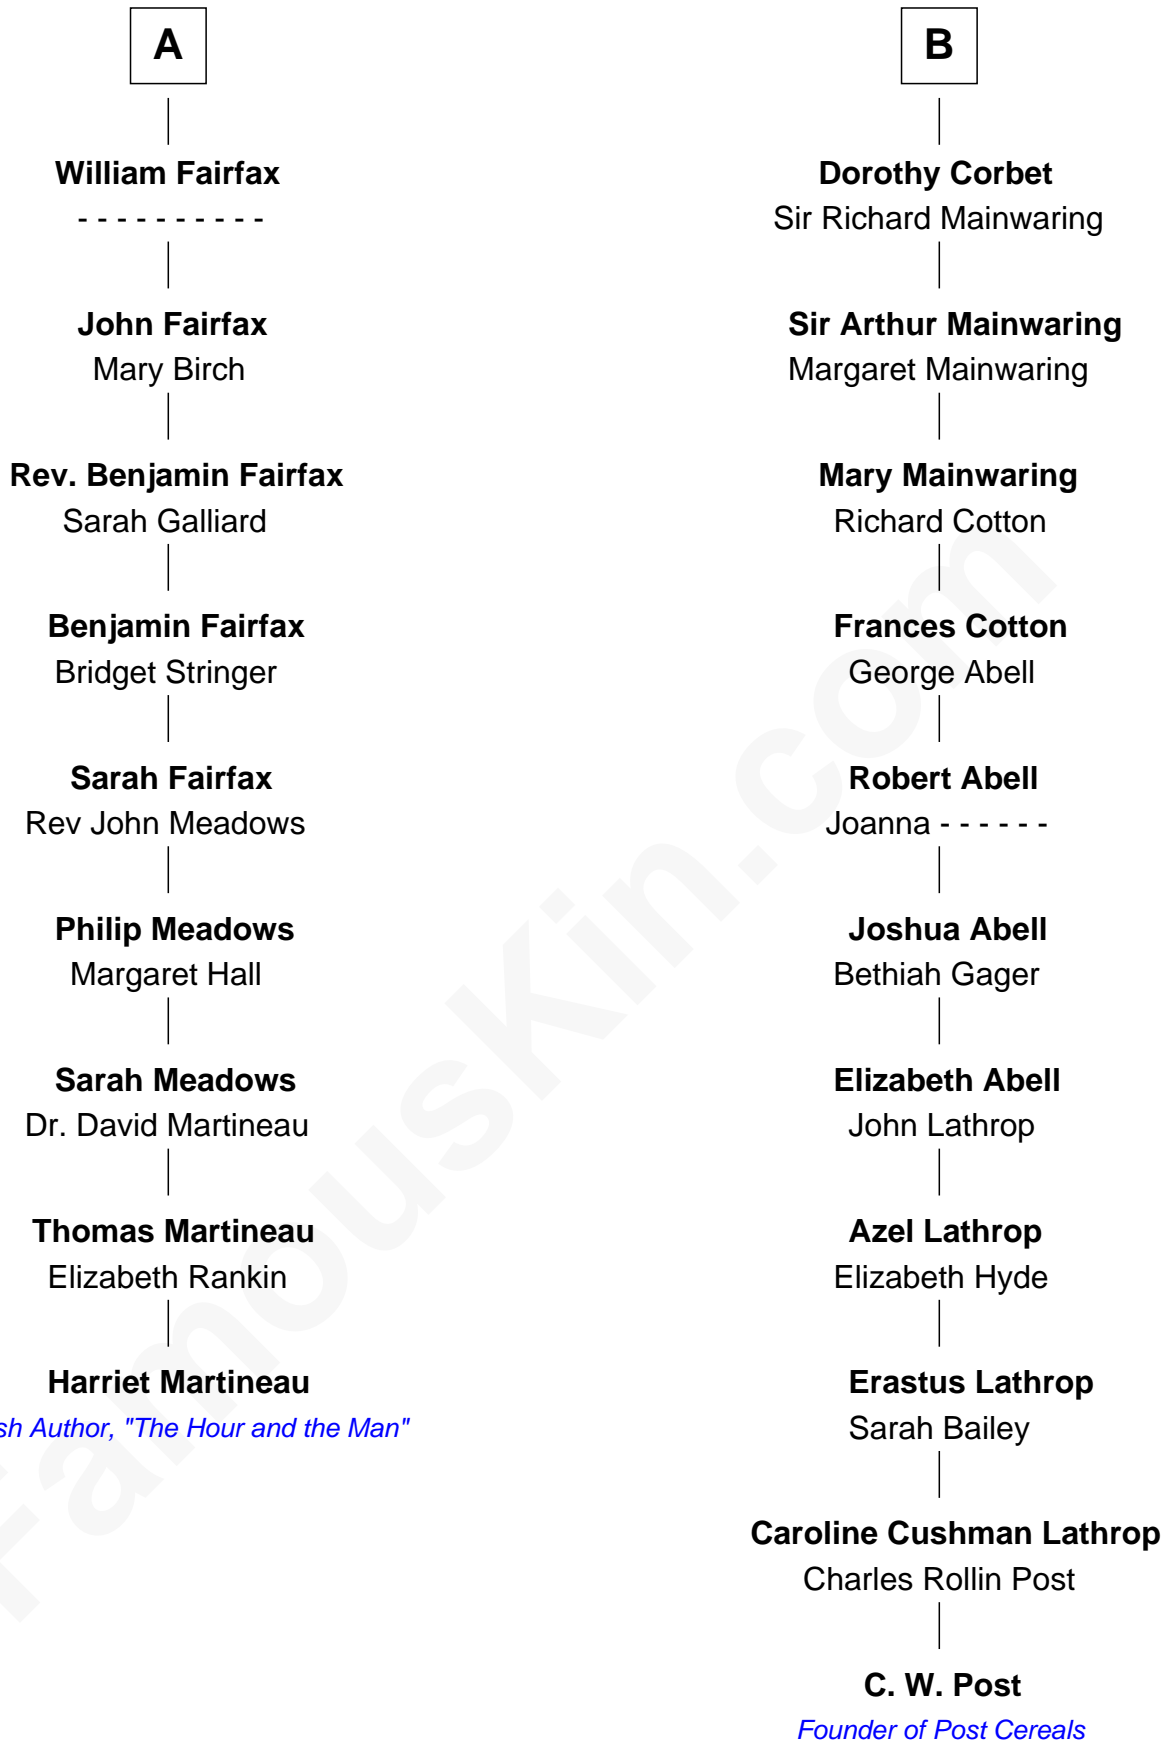 A
William Fairfax
- - - - - - - - - -
John Fairfax
Mary Birch
Rev. Benjamin Fairfax
Sarah Galliard
Benjamin Fairfax
Bridget Stringer
Sarah Fairfax
Rev John Meadows
Philip Meadows
Margaret Hall
Sarah Meadows
Dr. David Martineau
Thomas Martineau
Elizabeth Rankin
Harriet Martineau
sh Author, "The Hour and the Man"
B
Dorothy Corbet
Sir Richard Mainwaring
Sir Arthur Mainwaring
Margaret Mainwaring
Mary Mainwaring
Richard Cotton
Frances Cotton
George Abell
Robert Abell
Joanna - - - - - -
Joshua Abell
Bethiah Gager
Elizabeth Abell
John Lathrop
Azel Lathrop
Elizabeth Hyde
Erastus Lathrop
Sarah Bailey
Caroline Cushman Lathrop
Charles Rollin Post
C. W. Post
Founder of Post Cereals
FamousKin.com